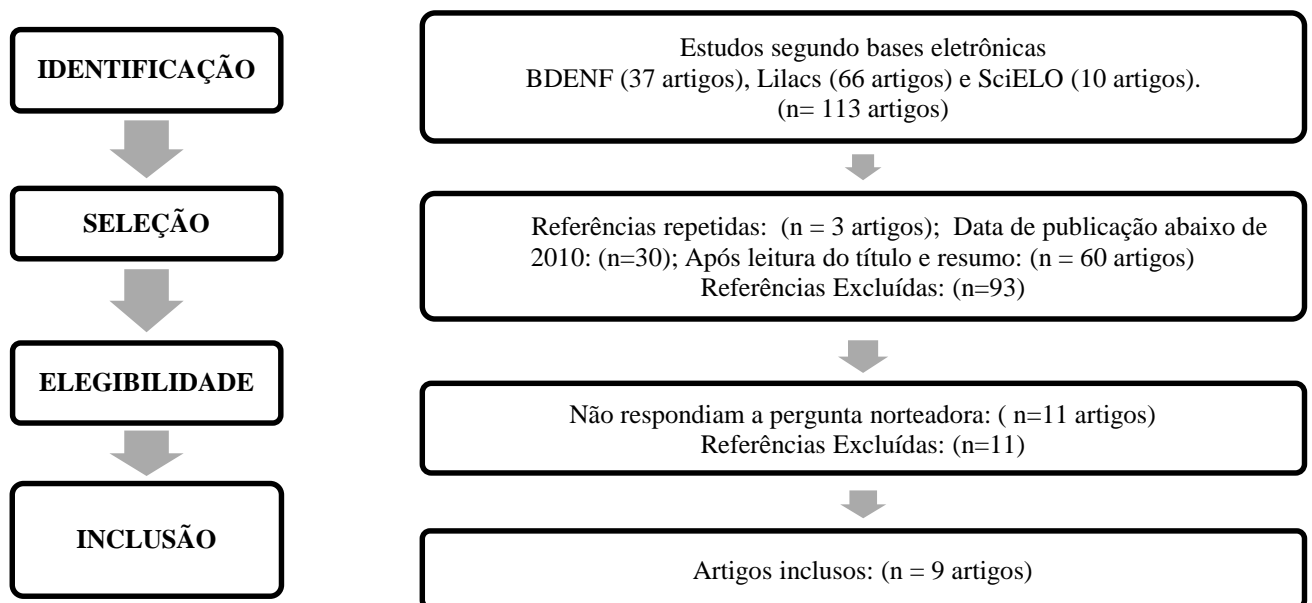 IDENTIFICAÇÃO
Estudos segundo bases eletrônicas
BDENF (37 artigos), Lilacs (66 artigos) e SciELO (10 artigos).
(n= 113 artigos)
SELEÇÃO
Referências repetidas: (n = 3 artigos); Data de publicação abaixo de
2010: (n=30); Após leitura do título e resumo: (n = 60 artigos)
Referências Excluídas: (n=93)
ELEGIBILIDADE
Não respondiam a pergunta norteadora: ( n=11 artigos)
Referências Excluídas: (n=11)
INCLUSÃO
Artigos inclusos: (n = 9 artigos)